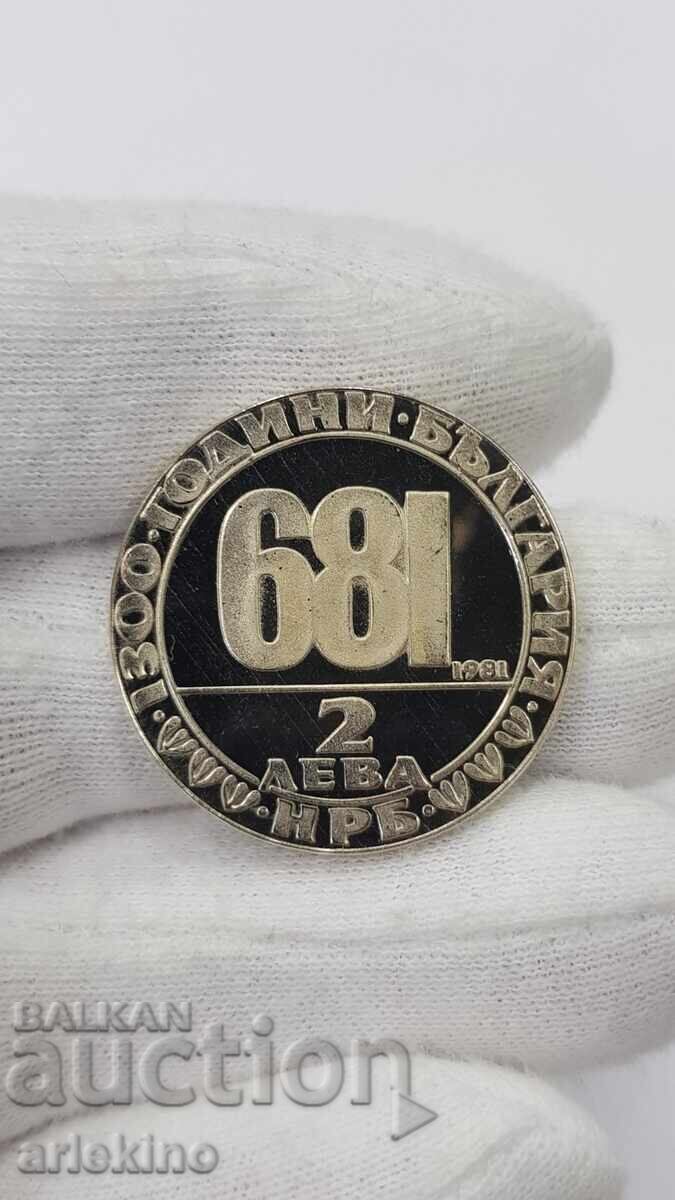 ·1300·ГОДИНИ·БЪЛГАРИЯ·
681
1981
2
ЛЕВА
НРБ
BALKAN
auction
arlekino